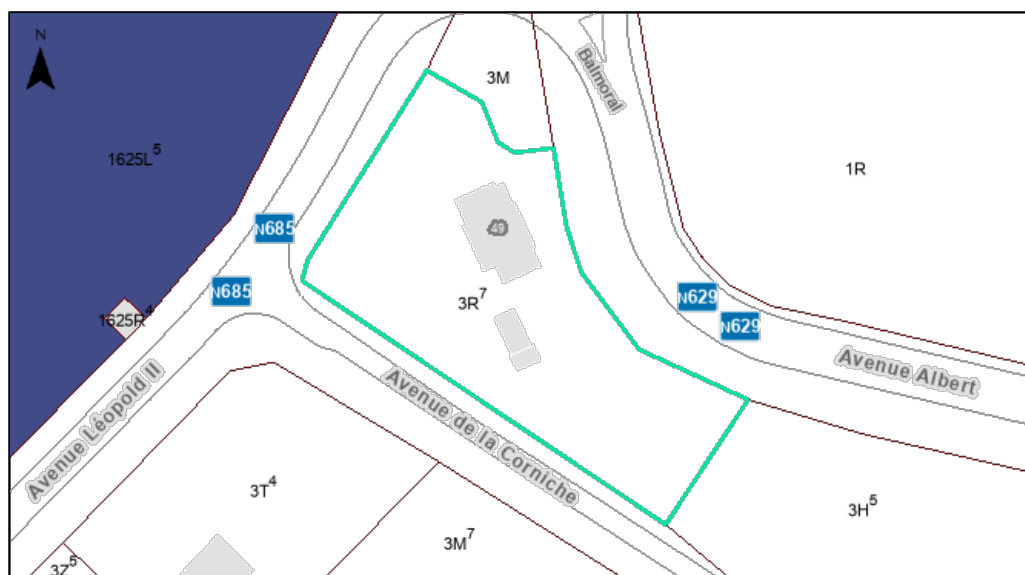 N
3M
Balmoral
1625L⁵
1R
49
N685
N685
3R⁷
1625R⁴
N629
N629
Avenue Albert
Avenue Léopold II
Avenue de la Corniche
3T⁴
3H⁵
3M⁷
3Z⁵